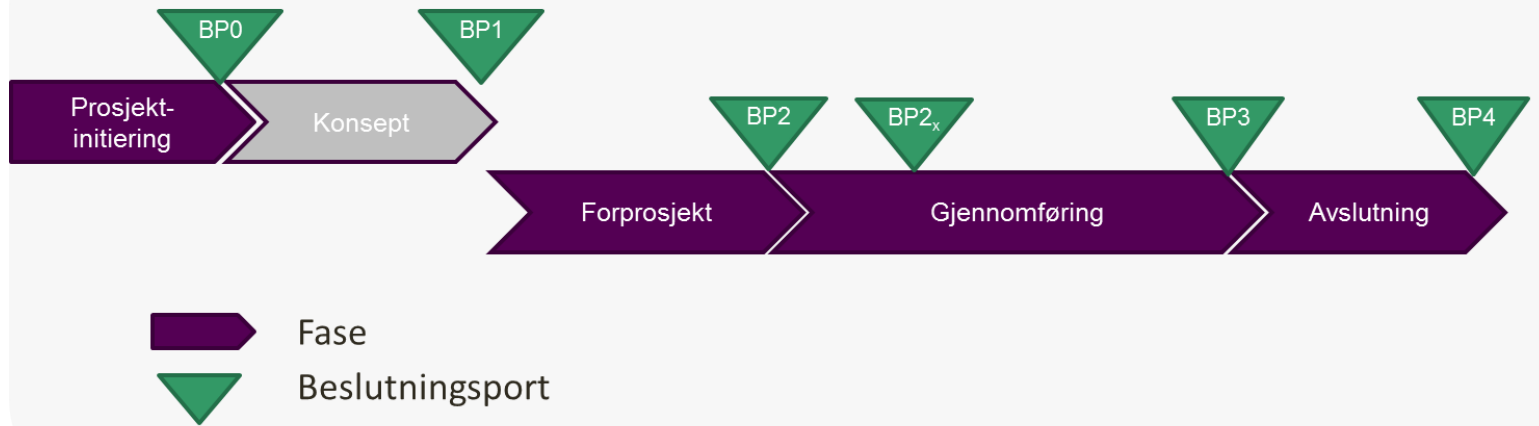 BP0
BP1
Prosjekt-
initiering
Konsept
BP2
BP2x
BP3
BP4
Forprosjekt
Gjennomføring
Avslutning
Fase
Beslutningsport